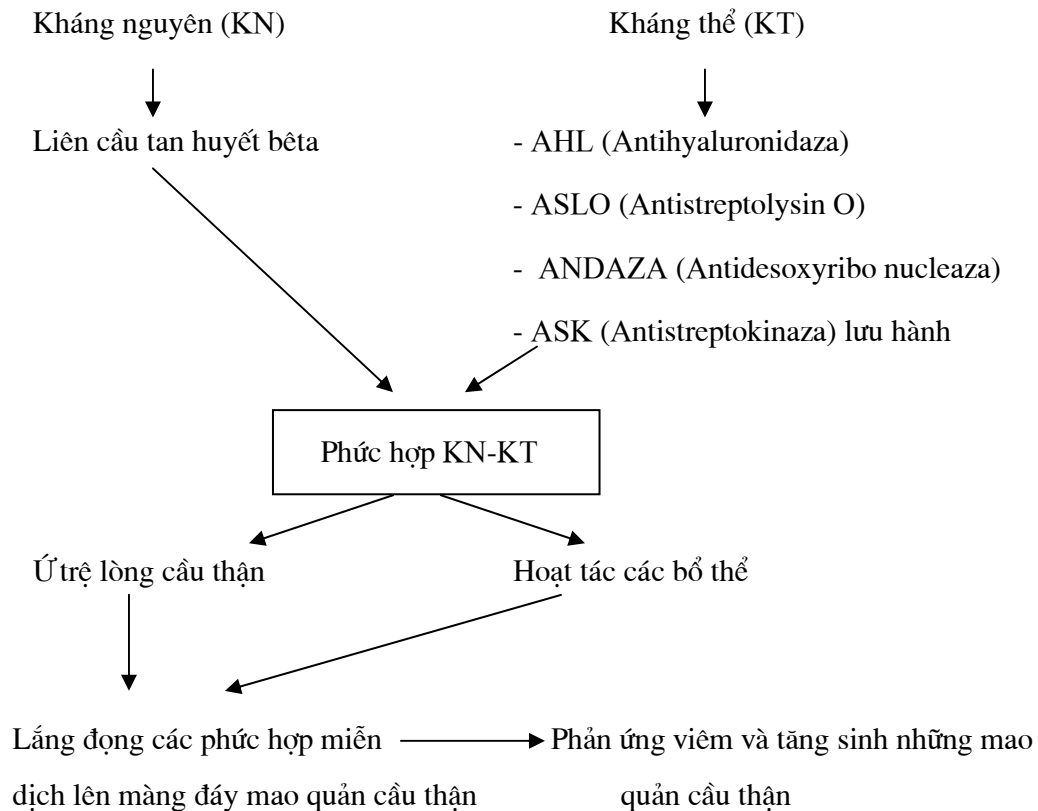 Kháng nguyên (KN)
Kháng thể (KT)
Liên cầu tan huyết bêta
- AHL (Antihyaluronidaza)
- ASLO (Antistreptolysin O)
- ANDAZA (Antidesoxyribo nucleaza)
- ASK (Antistreptokinaza) lưu hành
Phức hợp KN-KT
Ứ trệ lòng cầu thận
Hoạt tác các bổ thể
Lắng đọng các phức hợp miễn
dịch lên màng đáy mao quản cầu thận
Phản ứng viêm và tăng sinh những mao
quản cầu thận